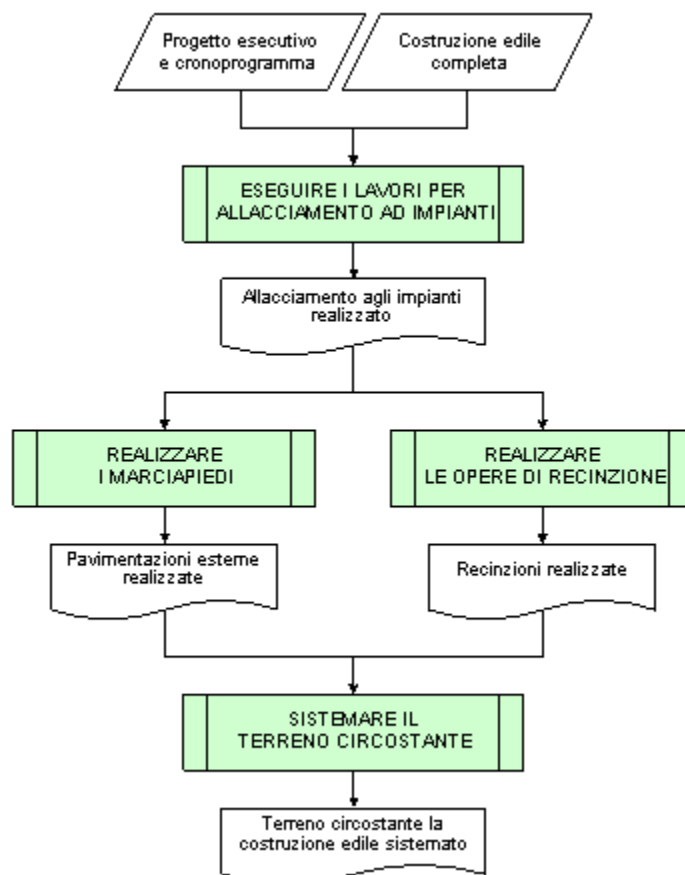 Progetto esecutivo
e cronoprogramma
Costruzione edile
completa
ESEGUIRE I LAVORI PER
ALLACCIAMENTO AD IMPIANTI
Allacciamento agli impianti
realizzato
REALIZZARE
I MARCIAPIEDI
REALIZZARE
LE OPERE DI RECINZIONE
Pavimentazioni esterne
realizzate
Recinzioni realizzate
SISTEMARE IL
TERRENO CIRCOSTANTE
Terreno circostante la
costruzione edile sistemato